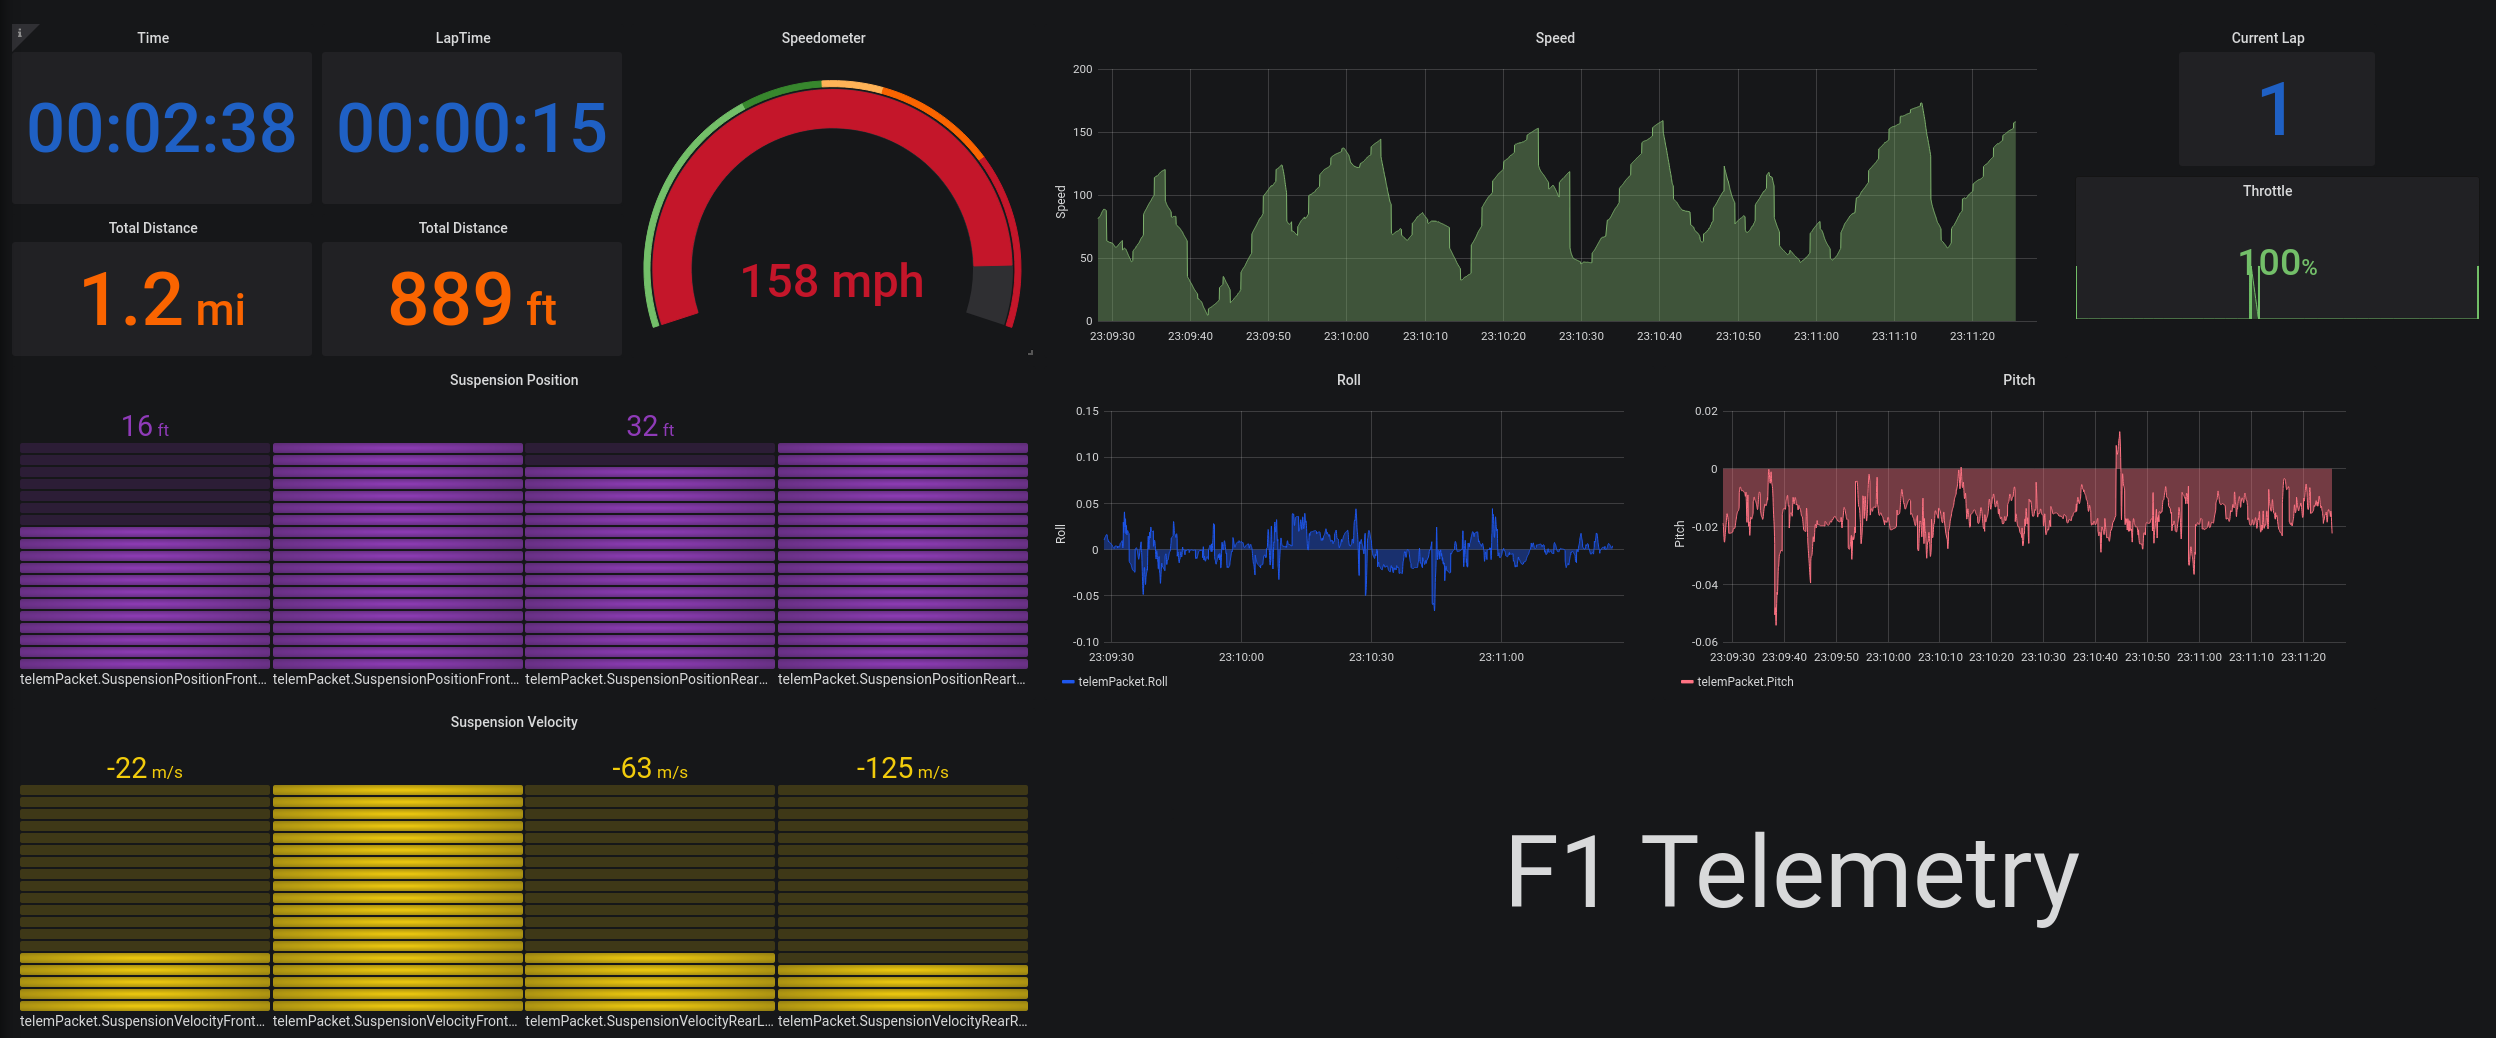 i
Time
00:02:38
LapTime
00:00:15
Total Distance
1.2 mi
Total Distance
889 ft
Speedometer
158 mph
Speed
Speed
200
150
100
50
0
23:09:30 23:09:40 23:09:50 23:10:00 23:10:10 23:10:20 23:10:30 23:10:40 23:10:50 23:11:00 23:11:10 23:11:20
Current Lap
1
Throttle
100%
Suspension Position
16 ft 32 ft
telemPacket.SuspensionPositionFront... telemPacket.SuspensionPositionFront... telemPacket.SuspensionPositionRear... telemPacket.SuspensionPositionReart...
Roll
Roll
0.15
0.10
0.05
0
-0.05
-0.10
23:09:30 23:10:00 23:10:30 23:11:00
telemPacket.Roll
Pitch
Pitch
0.02
0
-0.02
-0.04
-0.06
23:09:30 23:09:40 23:09:50 23:10:00 23:10:10 23:10:20 23:10:30 23:10:40 23:10:50 23:11:00 23:11:10 23:11:20
telemPacket.Pitch
Suspension Velocity
-22 m/s -63 m/s -125 m/s
telemPacket.SuspensionVelocityFront... telemPacket.SuspensionVelocityFront... telemPacket.SuspensionVelocityRearL... telemPacket.SuspensionVelocityRearR...
F1 Telemetry